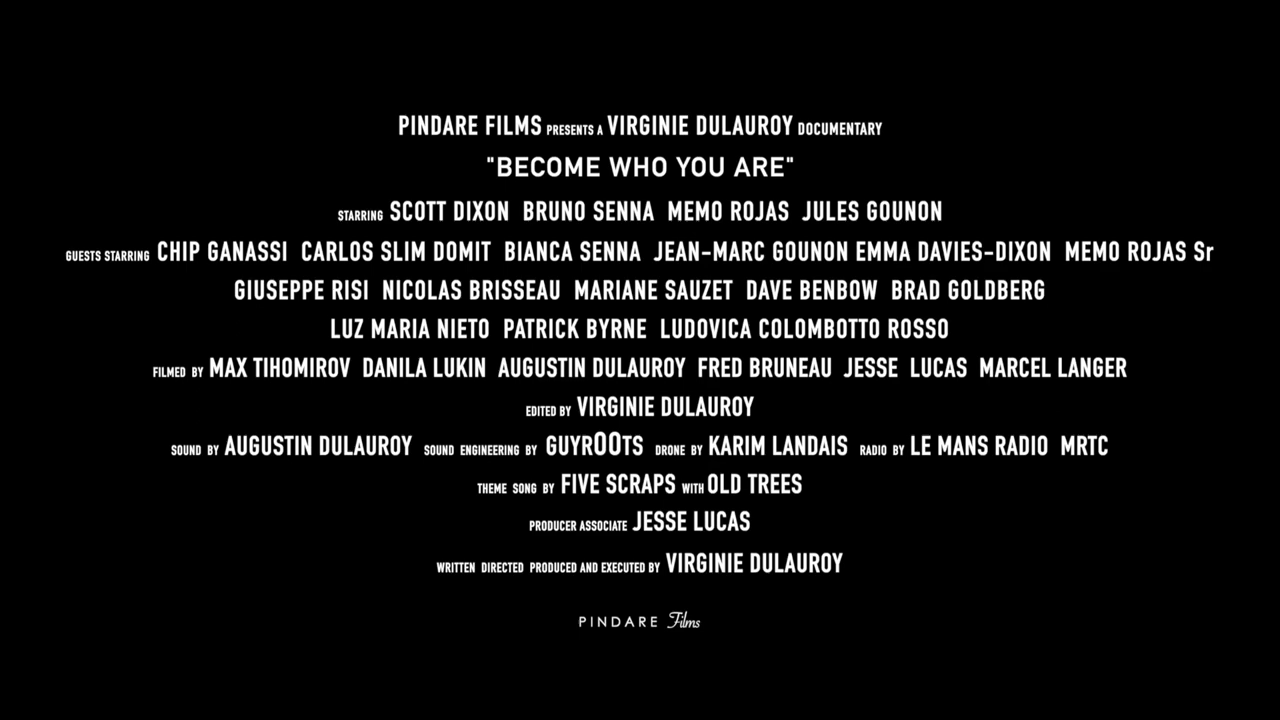 PINDARE FILMS PRESENTS A VIRGINIE DULAUROY DOCUMENTARY
"BECOME WHO YOU ARE"
STARRING SCOTT DIXON BRUNO SENNA MEMO ROJAS JULES GOUNON
GUESTS STARRING CHIP GANASSI CARLOS SLIM DOMIT BIANCA SENNA JEAN-MARC GOUNON EMMA DAVIES-DIXON MEMO ROJAS Sr
GIUSEPPE RISI NICOLAS BRISSEAU MARIANE SAUZET DAVE BENBOW BRAD GOLDBERG
LUZ MARIA NIETO PATRICK BYRNE LUDOVICA COLOMBOTTO ROSSO
FILMED BY MAX TIHOMIROV DANILA LUKIN AUGUSTIN DULAUROY FRED BRUNEAU JESSE LUCAS MARCEL LANGER
EDITED BY VIRGINIE DULAUROY
SOUND BY AUGUSTIN DULAUROY SOUND ENGINEERING BY GUYROOTS DRONE BY KARIM LANDAIS RADIO BY LE MANS RADIO MRTC
THEME SONG BY FIVE SCRAPS WITH OLD TREES
PRODUCER ASSOCIATE JESSE LUCAS
WRITTEN DIRECTED PRODUCED AND EXECUTED BY VIRGINIE DULAUROY
PINDARE Films